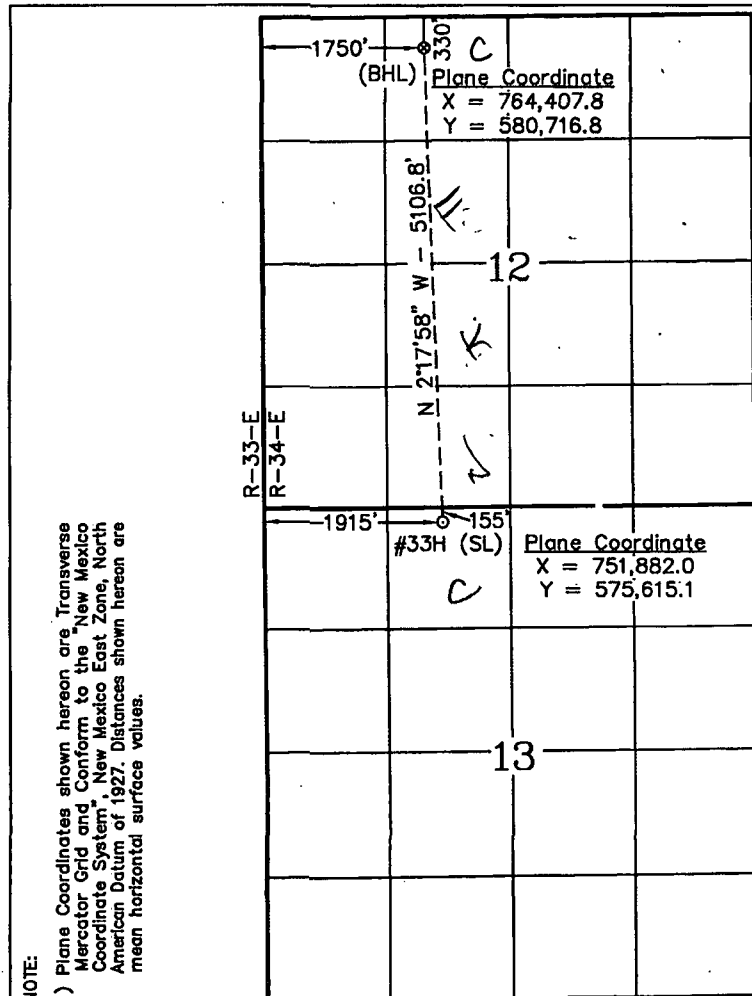 1750'
330'
C
(BHL)
Plane Coordinate
X = 764,407.8
Y = 580,716.8
N 2°17'58" W – 5106.8'
12
K
R-33-E
R-34-E
1915'
155'
#33H (SL)
Plane Coordinate
X = 751,882.0
Y = 575,615.1
C
13
NOTE:
) Plane Coordinates shown hereon are Transverse
Mercator Grid and Conform to the "New Mexico
Coordinate System", New Mexico East Zone, North
American Datum of 1927. Distances shown hereon are
mean horizontal surface values.